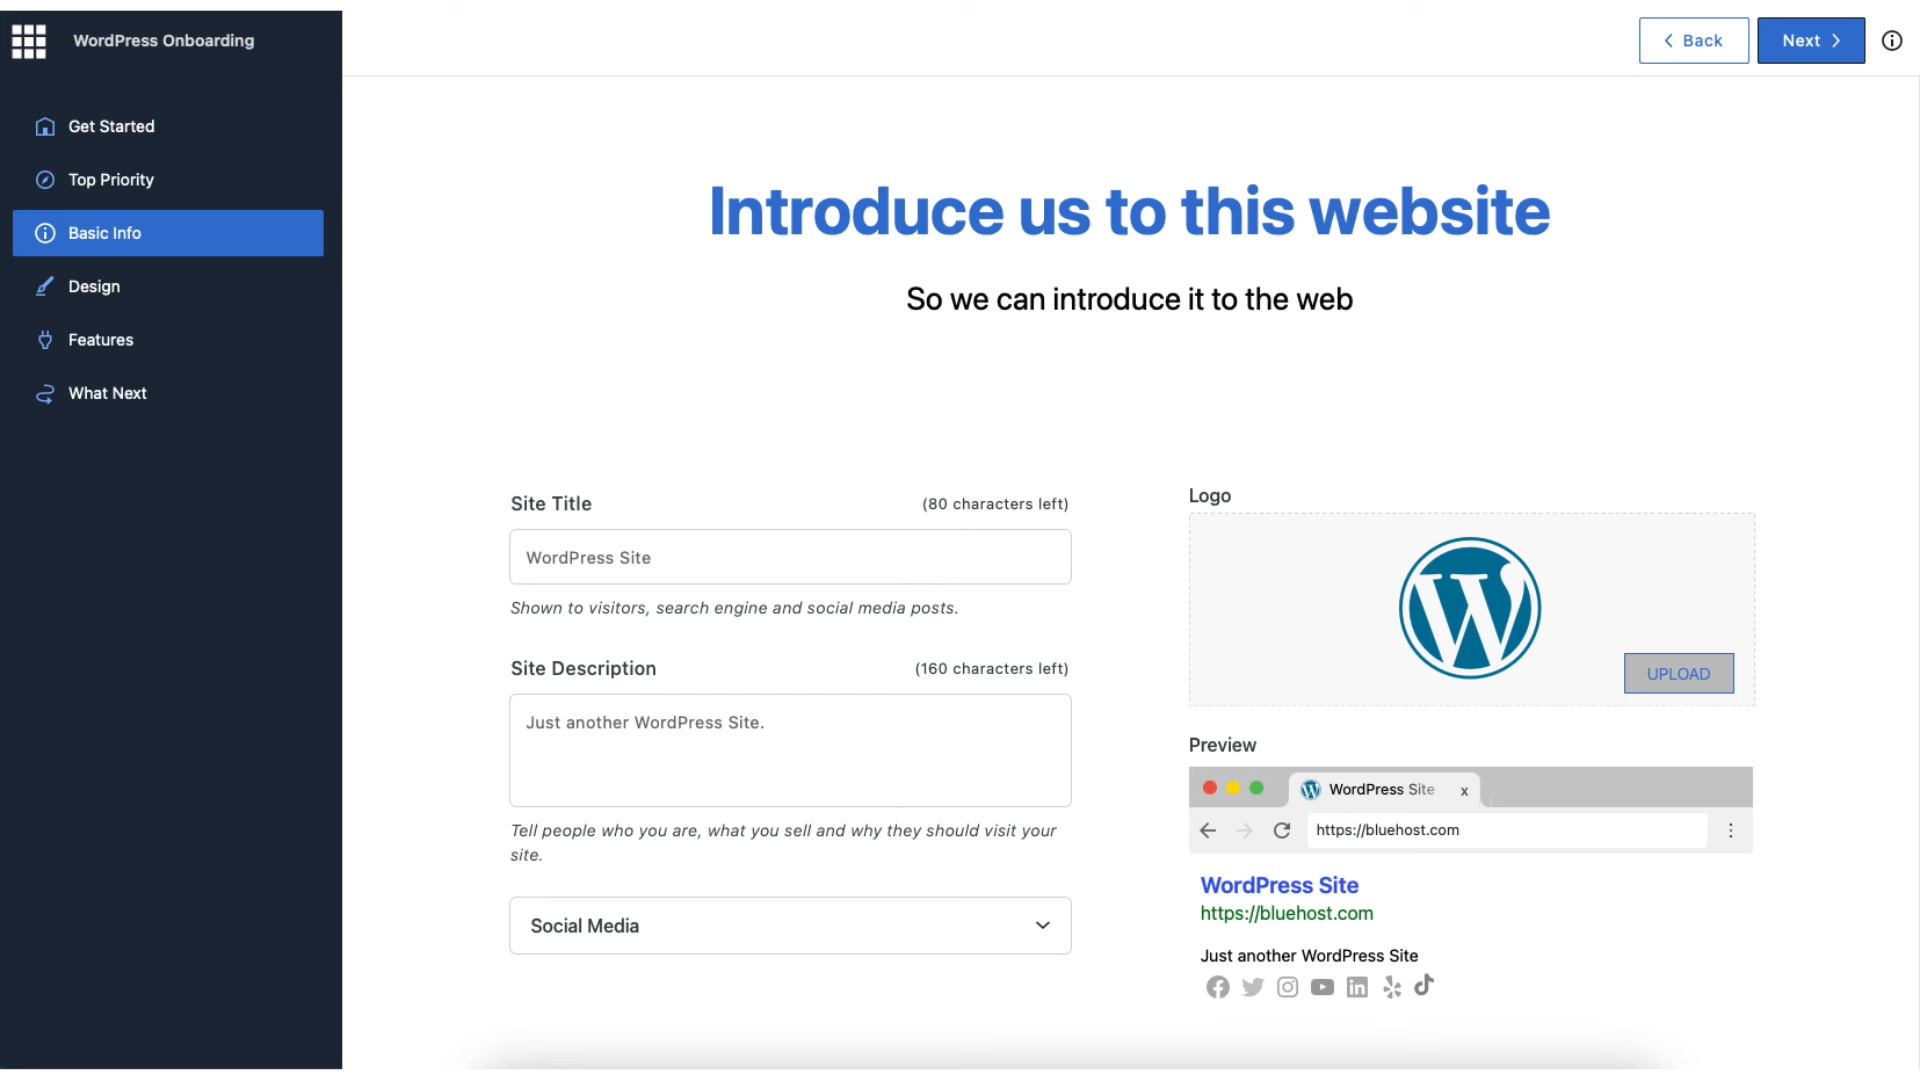 WordPress Onboarding
Back
Next
Get Started
Top Priority
Basic Info
Design
Features
What Next
Introduce us to this website
So we can introduce it to the web
Site Title
(80 characters left)
WordPress Site
Shown to visitors, search engine and social media posts.
Site Description
(160 characters left)
Just another WordPress Site.
Tell people who you are, what you sell and why they should visit your
site.
Social Media
Logo
UPLOAD
Preview
WordPress Site x
https://bluehost.com
WordPress Site
https://bluehost.com
Just another WordPress Site